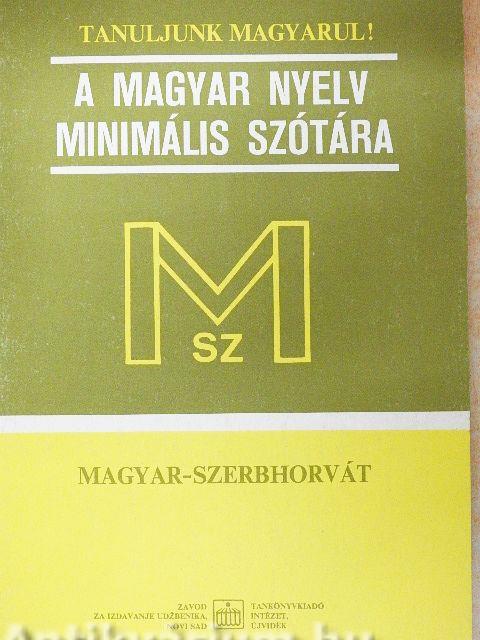 TANULJUNK MAGYARUL!
A MAGYAR NYELV
MINIMÁLIS SZÓTÁRA
M
SZ
MAGYAR-SZERBHORVÁT
ZAVOD
ZA IZDAVANJE UDŽBENIKA,
NOVI SAD
TANKÖNYVKIADÓ
INTÉZET,
ÚJVIDÉK